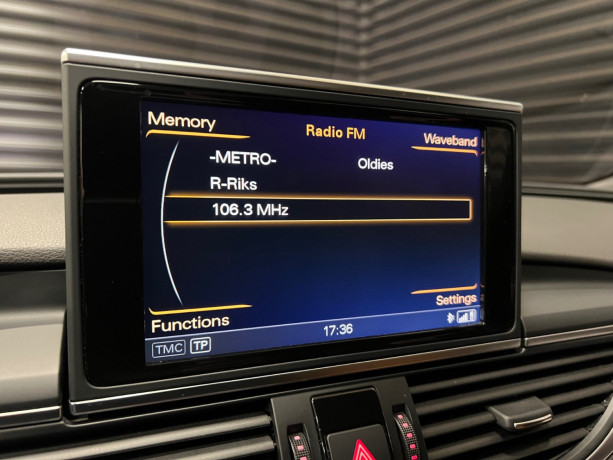 Memory
Radio FM
Waveband
-METRO- Oldies
R-Riks
106.3 MHz
Settings
Functions
17:36
TMC TP